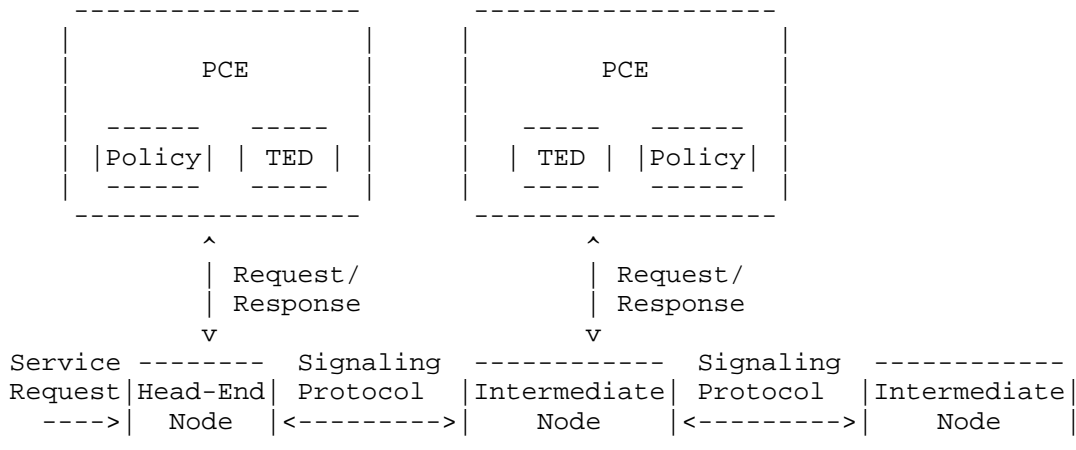 PCE PCE
|Policy| | TED | | TED | |Policy|
| Request/ | Request/
| Response | Response
v v
Service -------- Signaling ------------ Signaling ------------
Request|Head-End| Protocol |Intermediate| Protocol |Intermediate|
---->| Node |<--------->| Node |<--------->| Node |